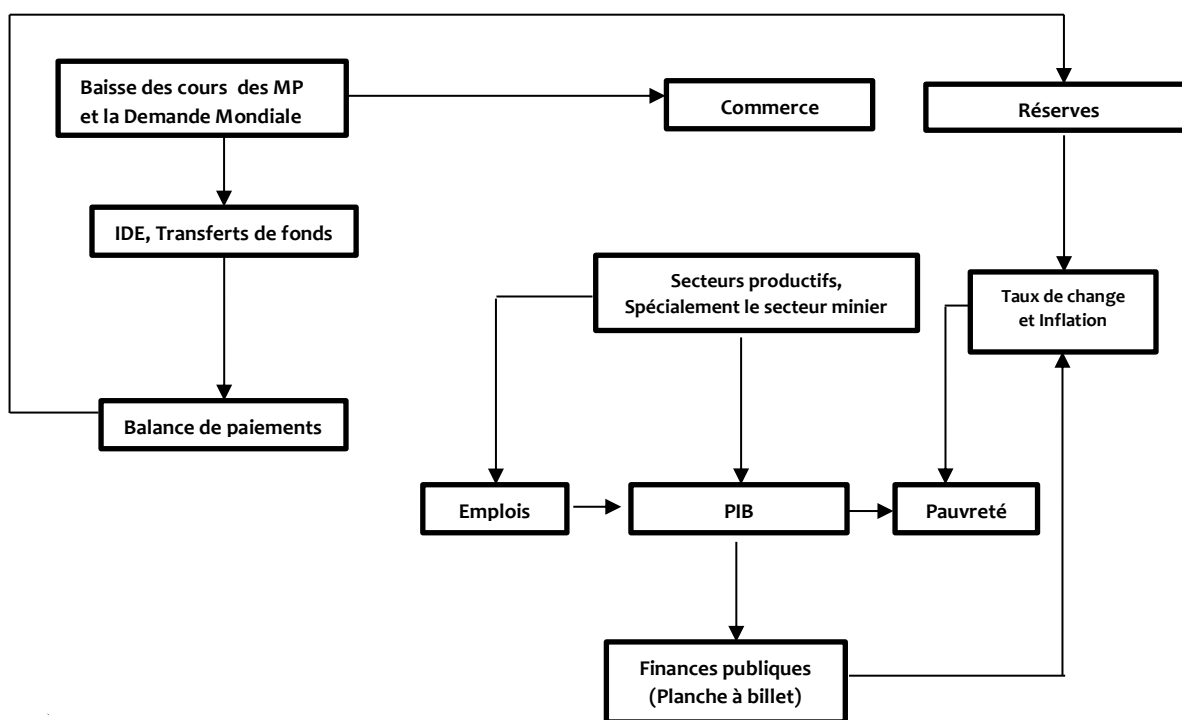 Baisse des cours des MP
et la Demande Mondiale
Commerce
Réserves
IDE, Transferts de fonds
Secteurs productifs,
Spécialement le secteur minier
Taux de change
et Inflation
Balance de paiements
Emplois
PIB
Pauvreté
Finances publiques
(Planche à billet)